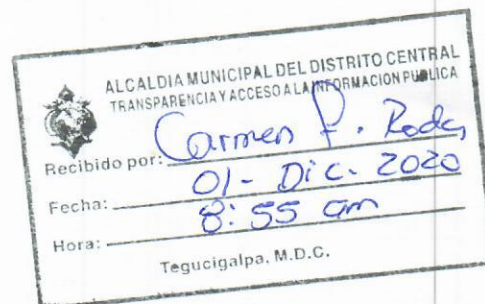 ALCALDIA MUNICIPAL DEL DISTRITO CENTRAL
TRANSPARENCIA Y ACCESO A LA INFORMACION PUBLICA
Recibido por: Carmen F. Rodas
Fecha: 01 - Dic. 2020
Hora: 8:55 am
Tegucigalpa, M.D.C.